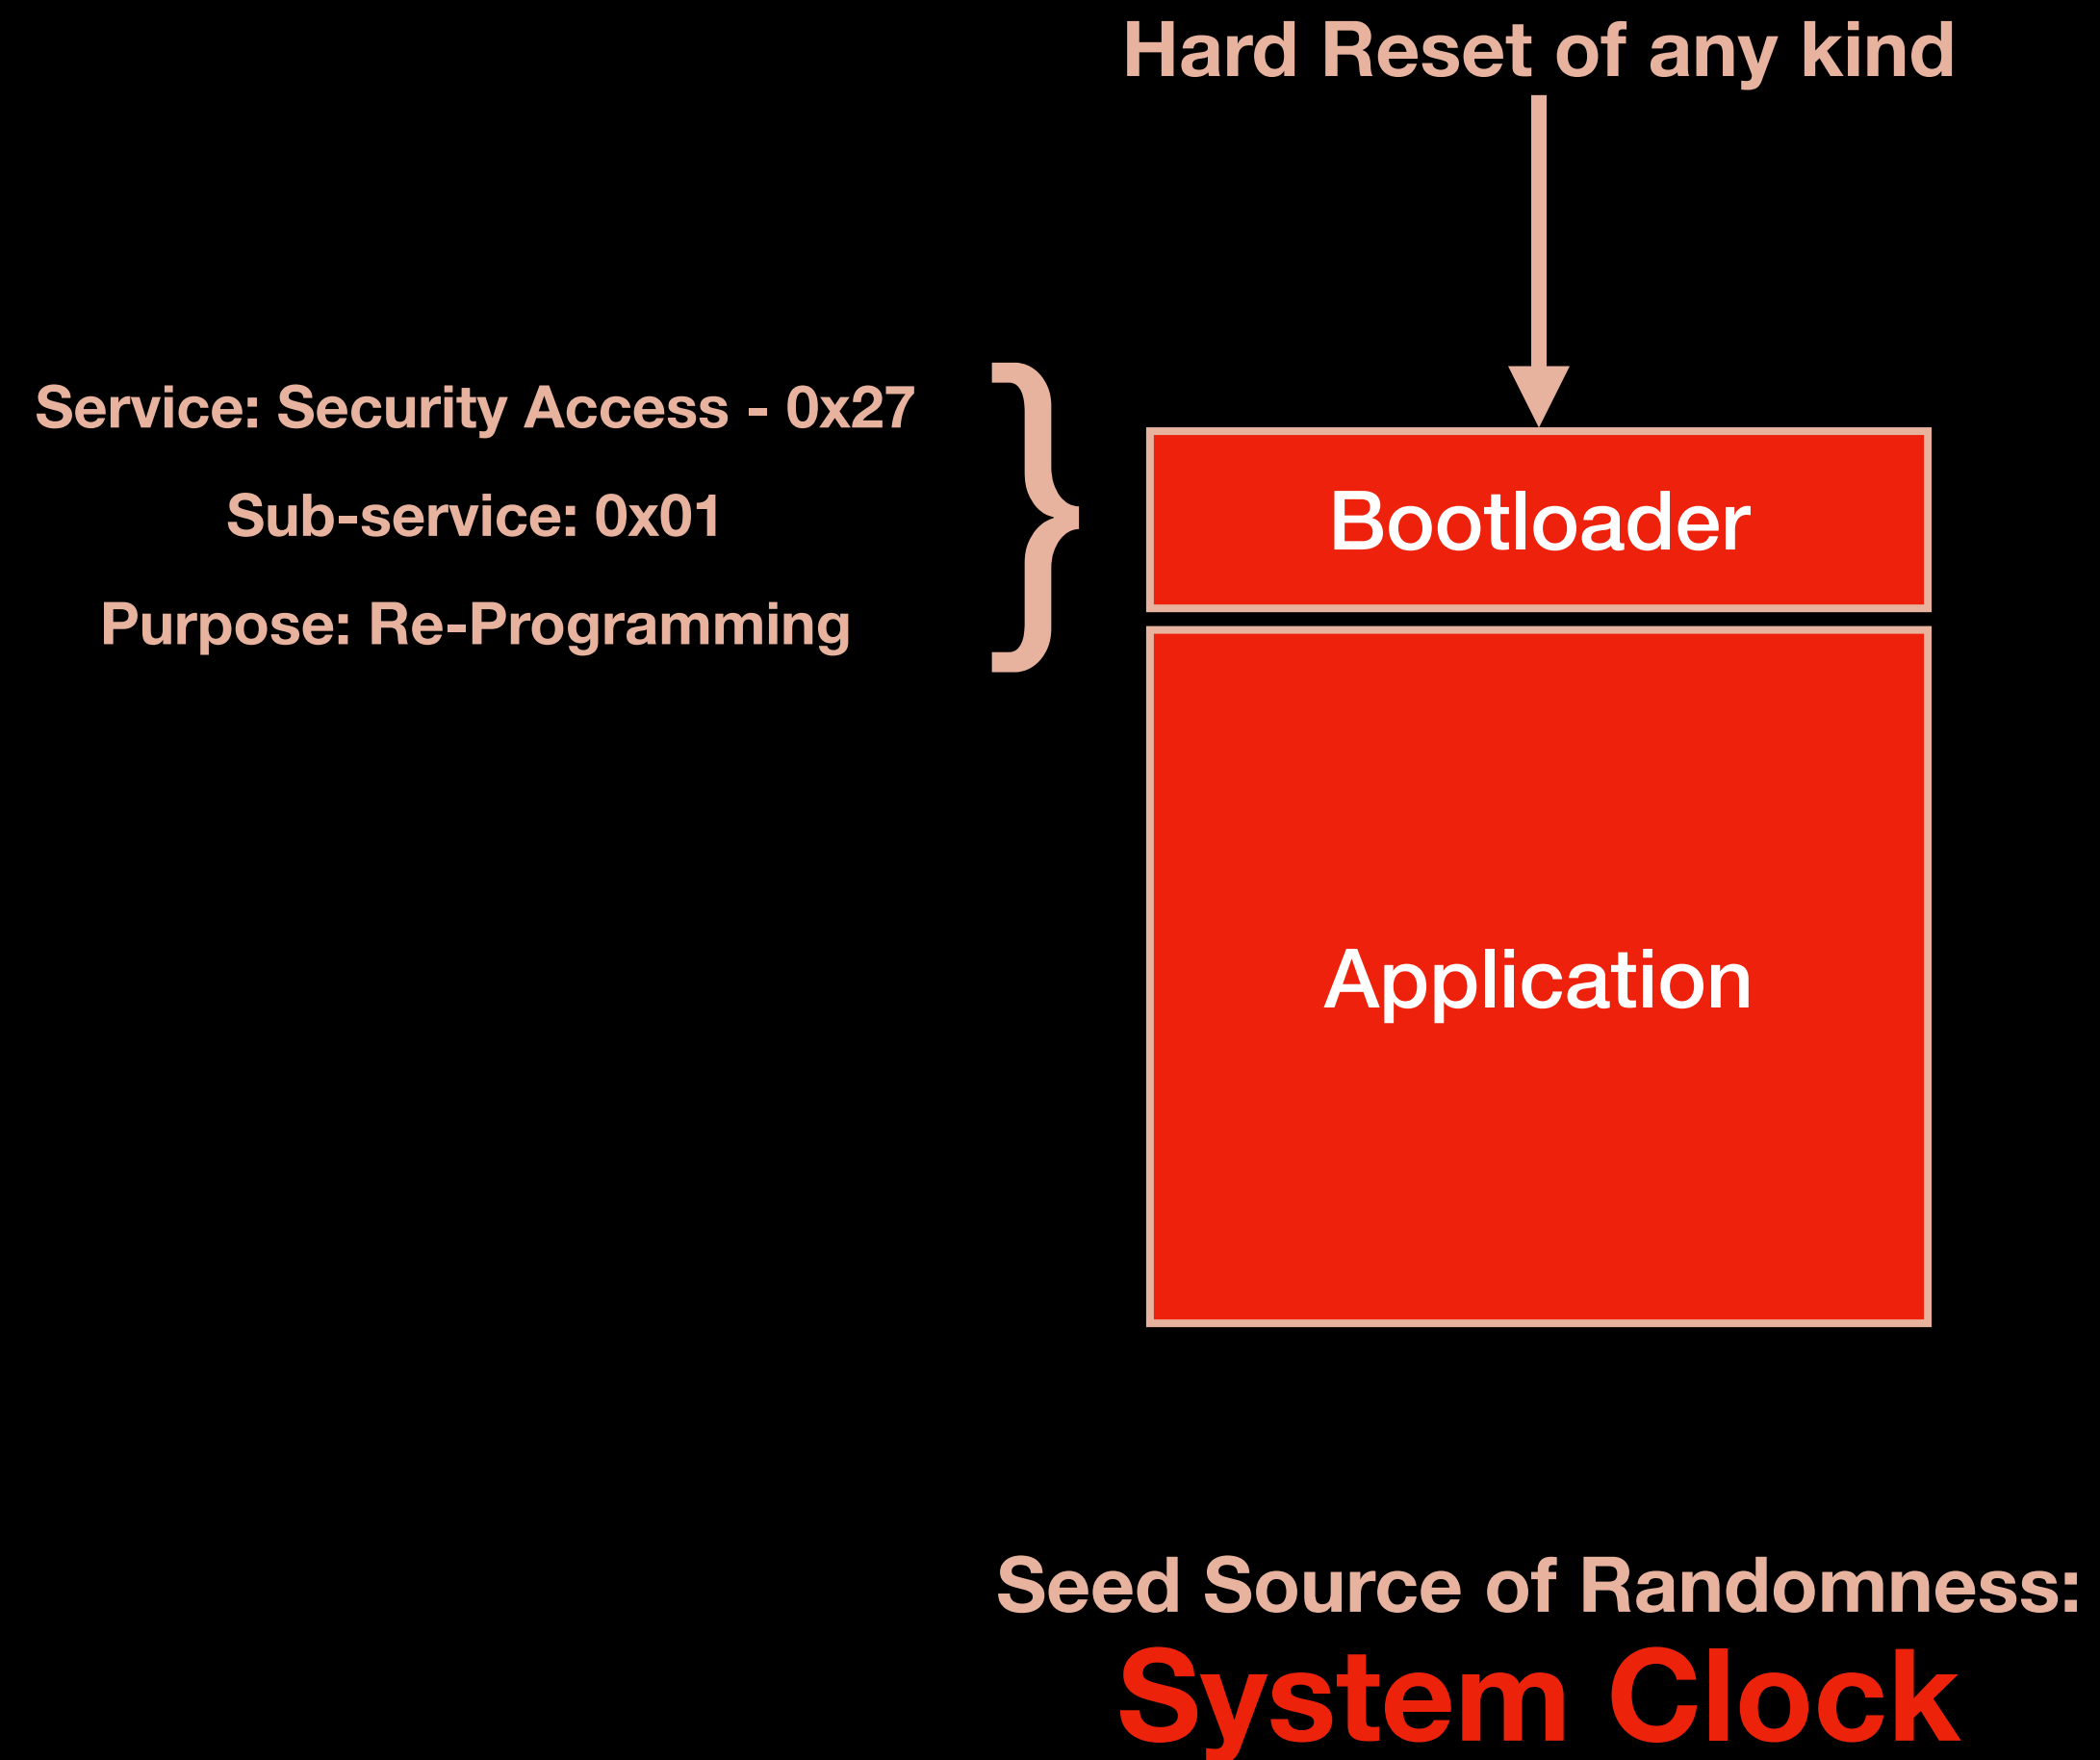 Hard Reset of any kind
Service: Security Access - 0x27
Sub-service: 0x01
Purpose: Re-Programming
Bootloader
Application
Seed Source of Randomness:
System Clock